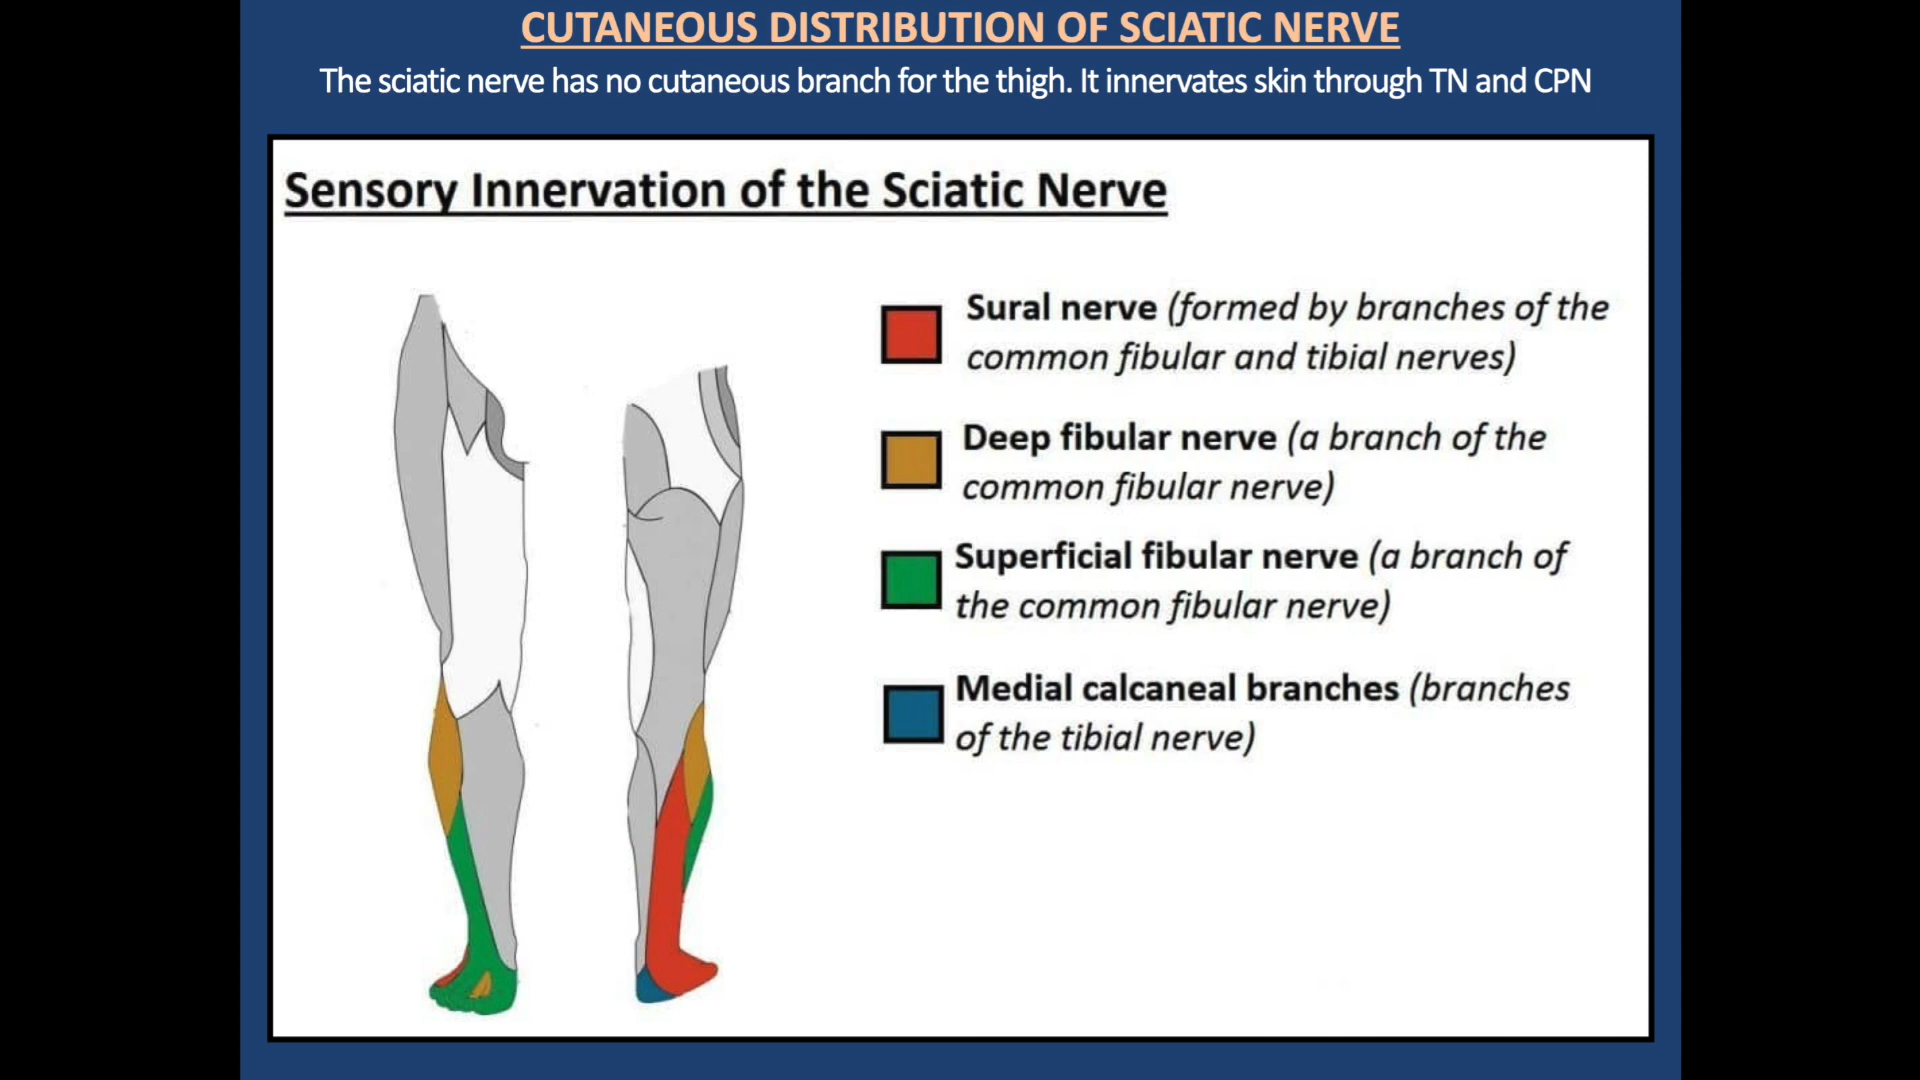 CUTANEOUS DISTRIBUTION OF SCIATIC NERVE
The sciatic nerve has no cutaneous branch for the thigh. It innervates skin through TN and CPN
Sensory Innervation of the Sciatic Nerve
Sural nerve (formed by branches of the
common fibular and tibial nerves)
Deep fibular nerve (a branch of the
common fibular nerve)
Superficial fibular nerve (a branch of
the common fibular nerve)
Medial calcaneal branches (branches
of the tibial nerve)